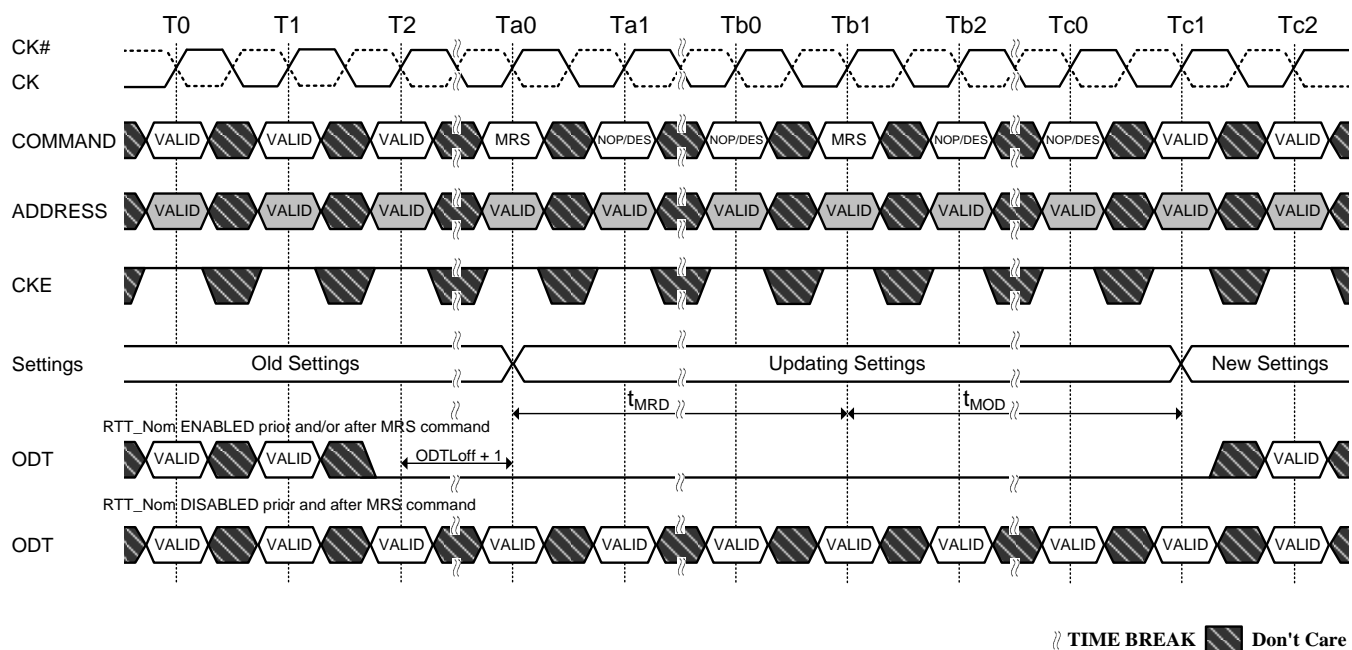 T0 T1 T2 Ta0 Ta1 Tb0 Tb1 Tb2 Tc0 Tc1 Tc2
CK#
CK
COMMAND VALID VALID VALID MRS NOP/DES NOP/DES MRS NOP/DES NOP/DES VALID VALID
ADDRESS VALID VALID VALID VALID VALID VALID VALID VALID VALID VALID VALID
CKE
Settings Old Settings Updating Settings New Settings
tMRD tMOD
RTT_Nom ENABLED prior and/or after MRS command
ODT VALID VALID ODTLoff + 1 VALID
RTT_Nom DISABLED prior and after MRS command
ODT VALID VALID VALID VALID VALID VALID VALID VALID VALID VALID VALID
TIME BREAK Don't Care